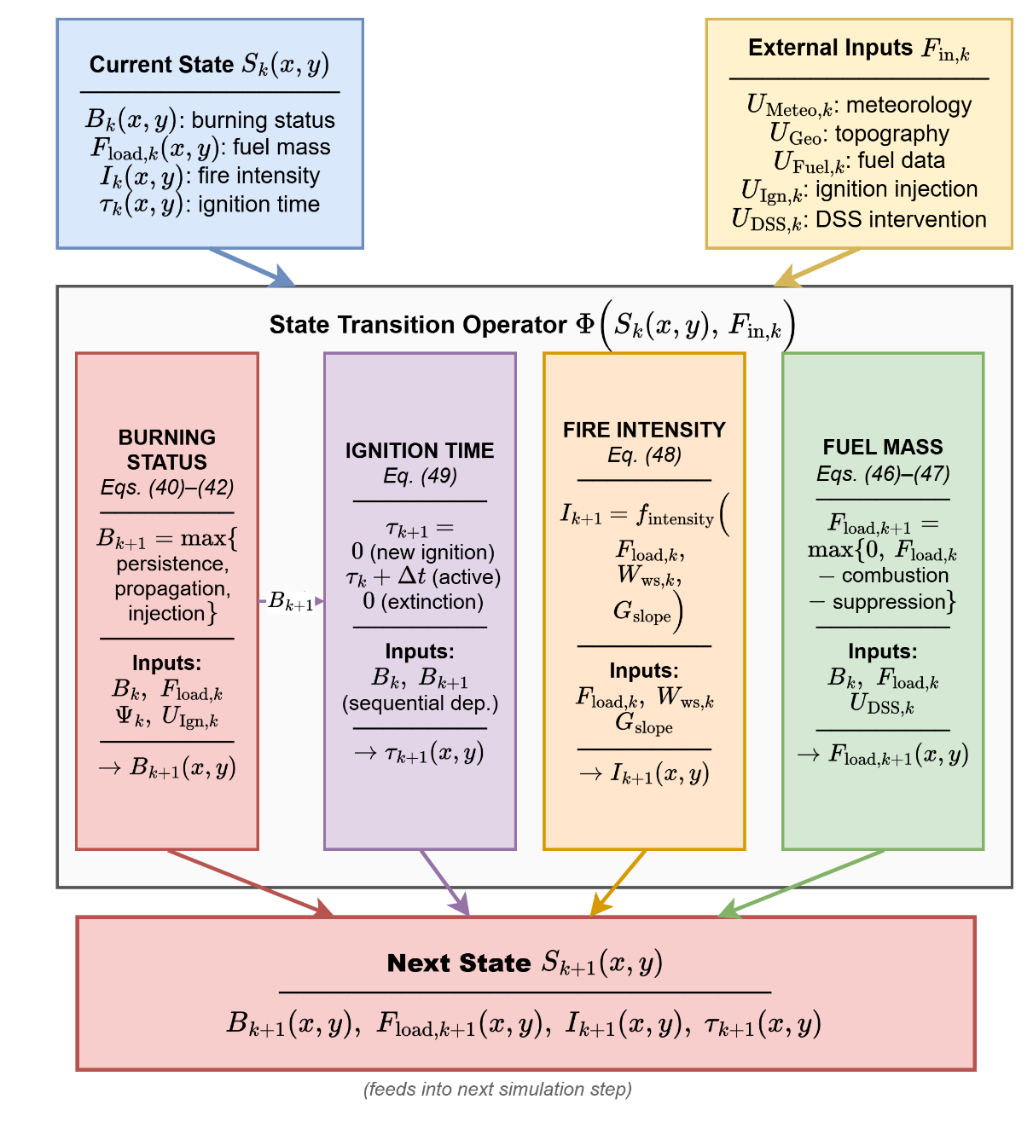 Current State S_k(x, y)
B_k(x, y): burning status
F_load,k(x, y): fuel mass
I_k(x, y): fire intensity
τ_k(x, y): ignition time
External Inputs F_in,k
U_Meteo,k: meteorology
U_Geo: topography
U_Fuel,k: fuel data
U_Ign,k: ignition injection
U_DSS,k: DSS intervention
State Transition Operator Φ(S_k(x, y), F_in,k)
BURNING
STATUS
Eqs. (40)–(42)
B_k+1 = max{
persistence,
propagation,
injection}
Inputs:
B_k, F_load,k
Ψ_k, U_Ign,k
→ B_k+1(x, y)
B_k+1
IGNITION TIME
Eq. (49)
τ_k+1 =
0 (new ignition)
τ_k + Δt (active)
0 (extinction)
Inputs:
B_k, B_k+1
(sequential dep.)
→ τ_k+1(x, y)
FIRE INTENSITY
Eq. (48)
I_k+1 = f_intensity(
F_load,k,
W_ws,k,
G_slope)
Inputs:
F_load,k, W_ws,k
G_slope
→ I_k+1(x, y)
FUEL MASS
Eqs. (46)–(47)
F_load,k+1 =
max{0, F_load,k
− combustion
− suppression}
Inputs:
B_k, F_load,k
U_DSS,k
→ F_load,k+1(x, y)
Next State S_k+1(x, y)
B_k+1(x, y), F_load,k+1(x, y), I_k+1(x, y), τ_k+1(x, y)
(feeds into next simulation step)